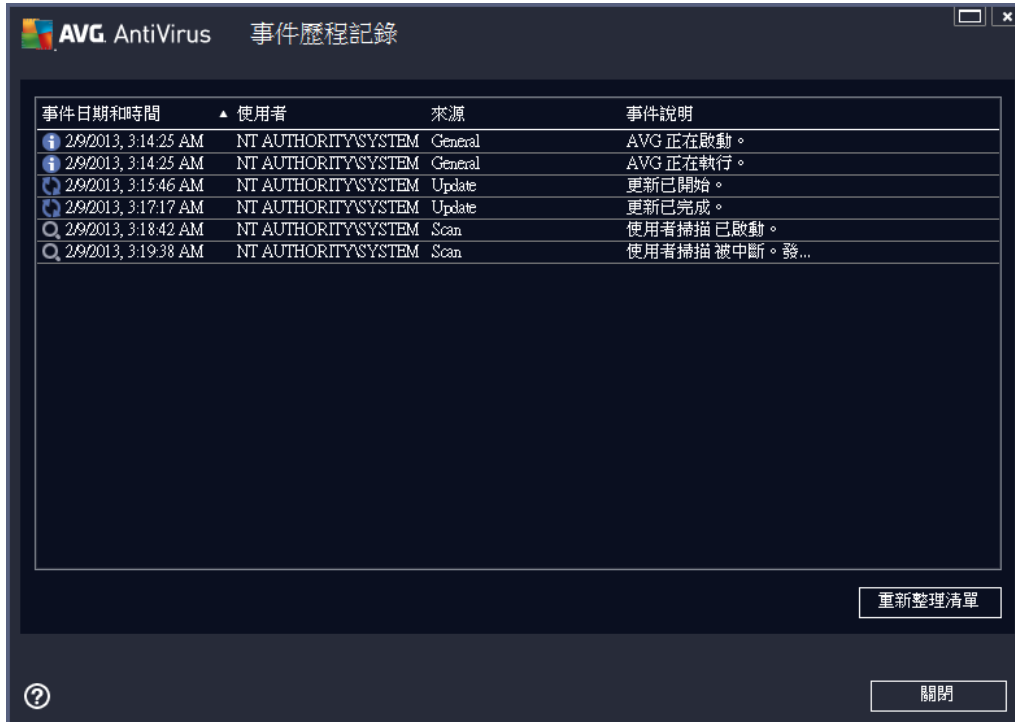 AVG AntiVirus 事件歷程記錄
事件日期和時間 ▲ 使用者 來源 事件說明
2/9/2013, 3:14:25 AM NT AUTHORITY\SYSTEM General AVG 正在啟動。
2/9/2013, 3:14:25 AM NT AUTHORITY\SYSTEM General AVG 正在執行。
2/9/2013, 3:15:46 AM NT AUTHORITY\SYSTEM Update 更新已開始。
2/9/2013, 3:17:17 AM NT AUTHORITY\SYSTEM Update 更新已完成。
2/9/2013, 3:18:42 AM NT AUTHORITY\SYSTEM Scan 使用者掃描 已啟動。
2/9/2013, 3:19:38 AM NT AUTHORITY\SYSTEM Scan 使用者掃描 被中斷。發...
重新整理清單
?
關閉